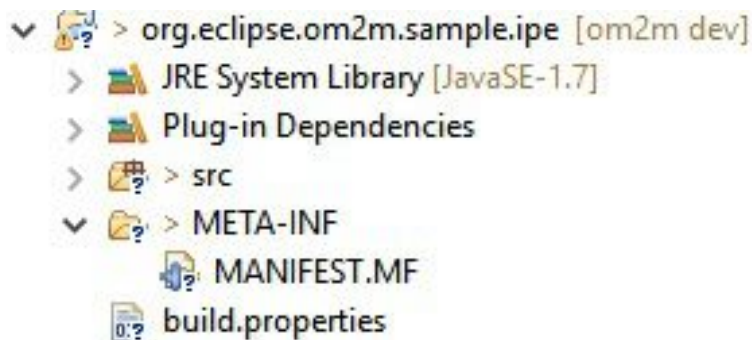 > org.eclipse.om2m.sample.ipe [om2m dev]
JRE System Library [JavaSE-1.7]
Plug-in Dependencies
> src
> META-INF
MANIFEST.MF
build.properties